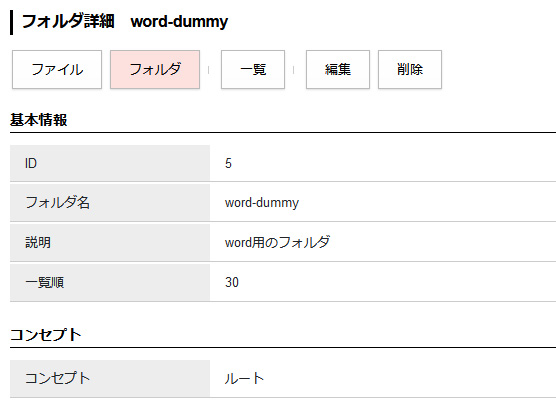 フォルダ詳細　word-dummy
ファイル フォルダ 一覧 編集 削除
基本情報
ID 5
フォルダ名 word-dummy
説明 word用のフォルダ
一覧順 30
コンセプト
コンセプト ルート